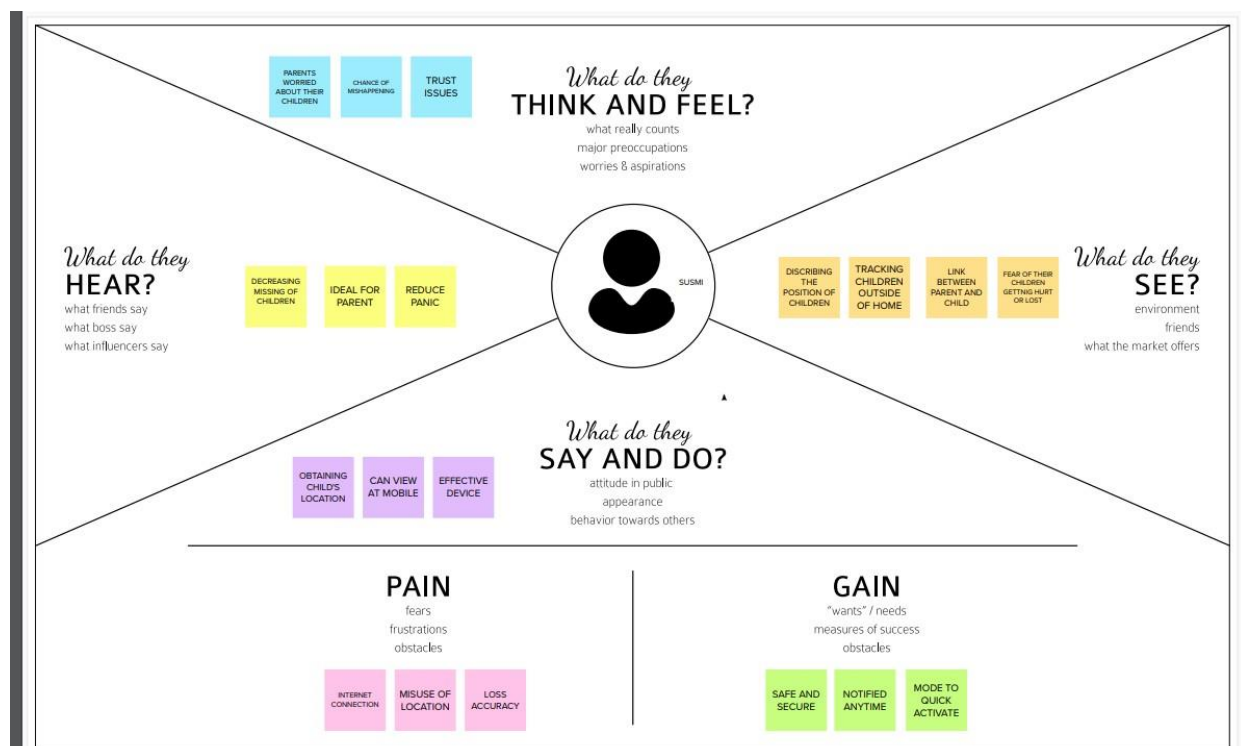 PARENTS
WORRIED
ABOUT THEIR
CHILDREN
CHANCE OF
MISHAPPENING
TRUST
ISSUES
What do they
THINK AND FEEL?
what really counts
major preoccupations
worries & aspirations
What do they
HEAR?
what friends say
what boss say
what influencers say
DECREASING
MISSING OF
CHILDREN
IDEAL FOR
PARENT
REDUCE
PANIC
SUSMI
DISCRIBING
THE
POSITION OF
CHILDREN
TRACKING
CHILDREN
OUTSIDE
OF HOME
LINK
BETWEEN
PARENT AND
CHILD
FEAR OF THEIR
CHILDREN
GETTNIG HURT
OR LOST
What do they
SEE?
environment
friends
what the market offers
What do they
SAY AND DO?
attitude in public
appearance
behavior towards others
OBTAINING
CHILD'S
LOCATION
CAN VIEW
AT MOBILE
EFFECTIVE
DEVICE
PAIN
fears
frustrations
obstacles
INTERNET
CONNECTION
MISUSE OF
LOCATION
LOSS
ACCURACY
GAIN
"wants" / needs
measures of success
obstacles
SAFE AND
SECURE
NOTIFIED
ANYTIME
MODE TO
QUICK
ACTIVATE